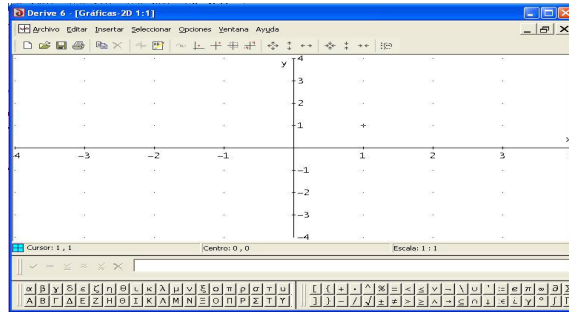 Derive 6 - [Gráficas-2D 1:1]
Archivo Editar Insertar Seleccionar Opciones Ventana Ayuda
y 4
3
2
1
-4 -3 -2 -1 1 2 3 x
-1
-2
-3
-4
Cursor: 1 , 1 Centro: 0 , 0 Escala: 1 : 1
α β γ δ ε ζ η θ ι κ λ μ ν ξ ο π ρ σ τ υ [ { + · ^ % = < ≤ ∨ ¬ \ ∪ ' := e π ∞ ∂ Σ
Α Β Γ Δ Ε Ζ Η Θ Ι Κ Λ Μ Ν Ξ Ο Π Ρ Σ Τ Υ ] } - / √ ± ≠ > ≥ ∧ → ⊆ ∩ ↓ ∈ i γ ° ∫ Π